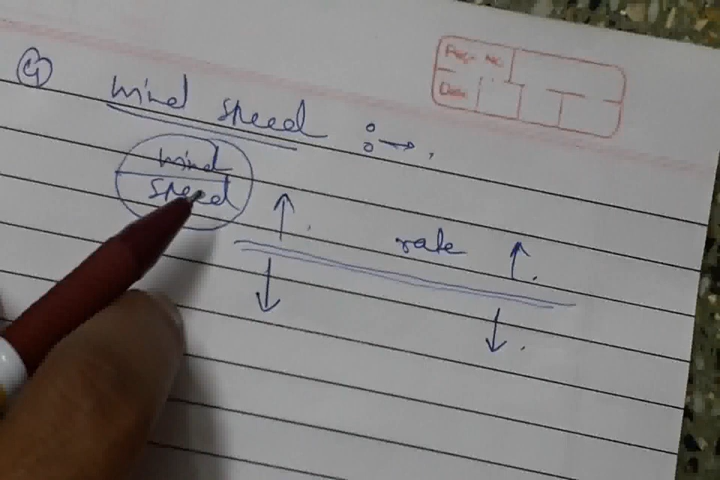 4 Wind speed :→.
Page No.
Date
Wind
speed ↑.
rate ↑.
↓ ↓.